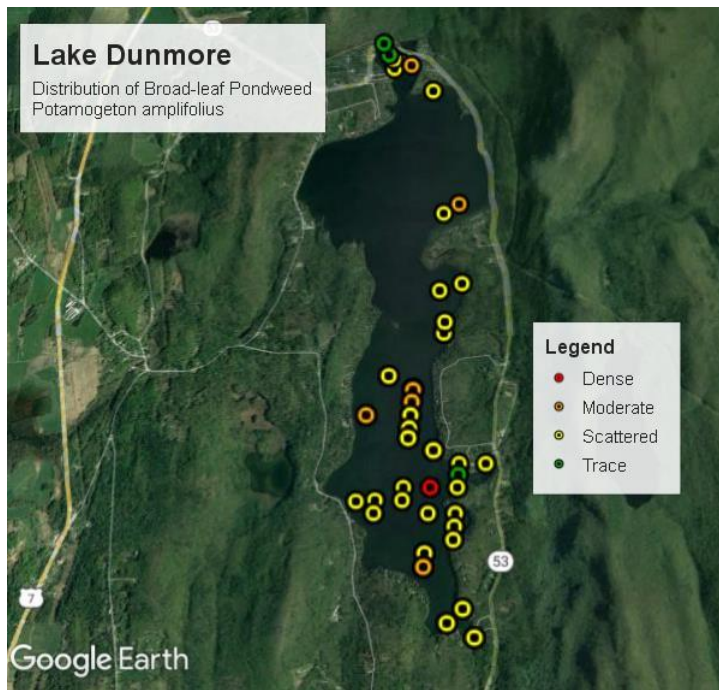 Lake Dunmore
Distribution of Broad-leaf Pondweed
Potamogeton amplifolius
Legend
Dense
Moderate
Scattered
Trace
53
7
Google Earth